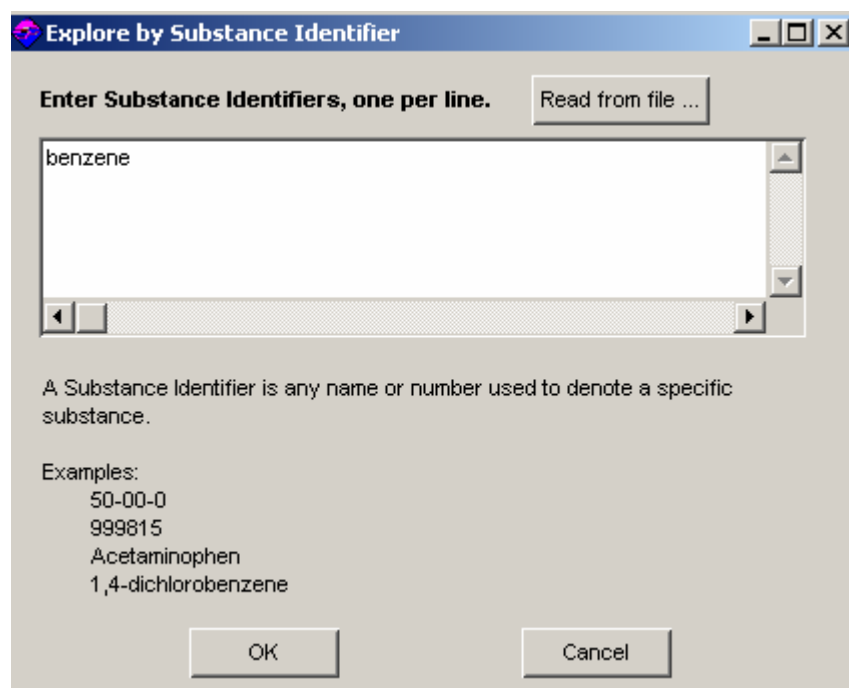 Explore by Substance Identifier
Enter Substance Identifiers, one per line.
Read from file ...
benzene
A Substance Identifier is any name or number used to denote a specific
substance.
Examples:
50-00-0
999815
Acetaminophen
1,4-dichlorobenzene
OK
Cancel